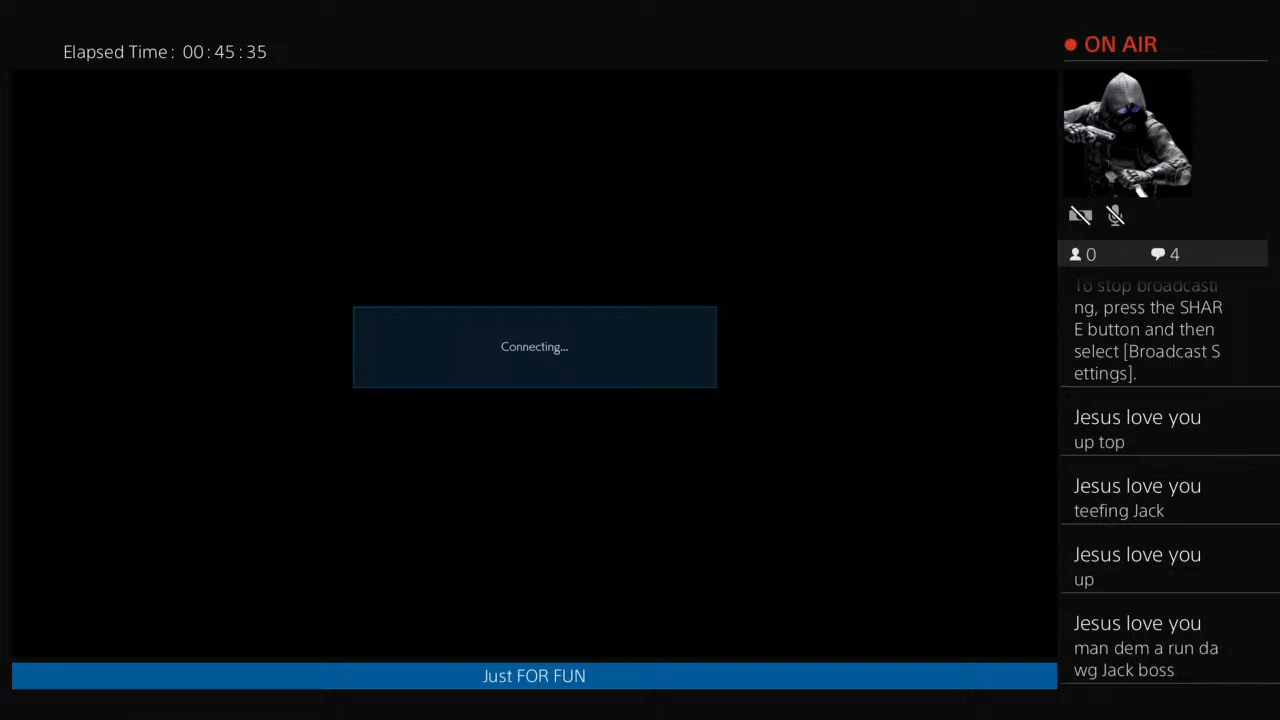 Elapsed Time: 00:45:35
ON AIR
0 4
To stop broadcasti
ng, press the SHAR
E button and then
select [Broadcast S
ettings].
Jesus love you
up top
Jesus love you
teefing Jack
Jesus love you
up
Jesus love you
man dem a run da
wg Jack boss
Connecting...
Just FOR FUN